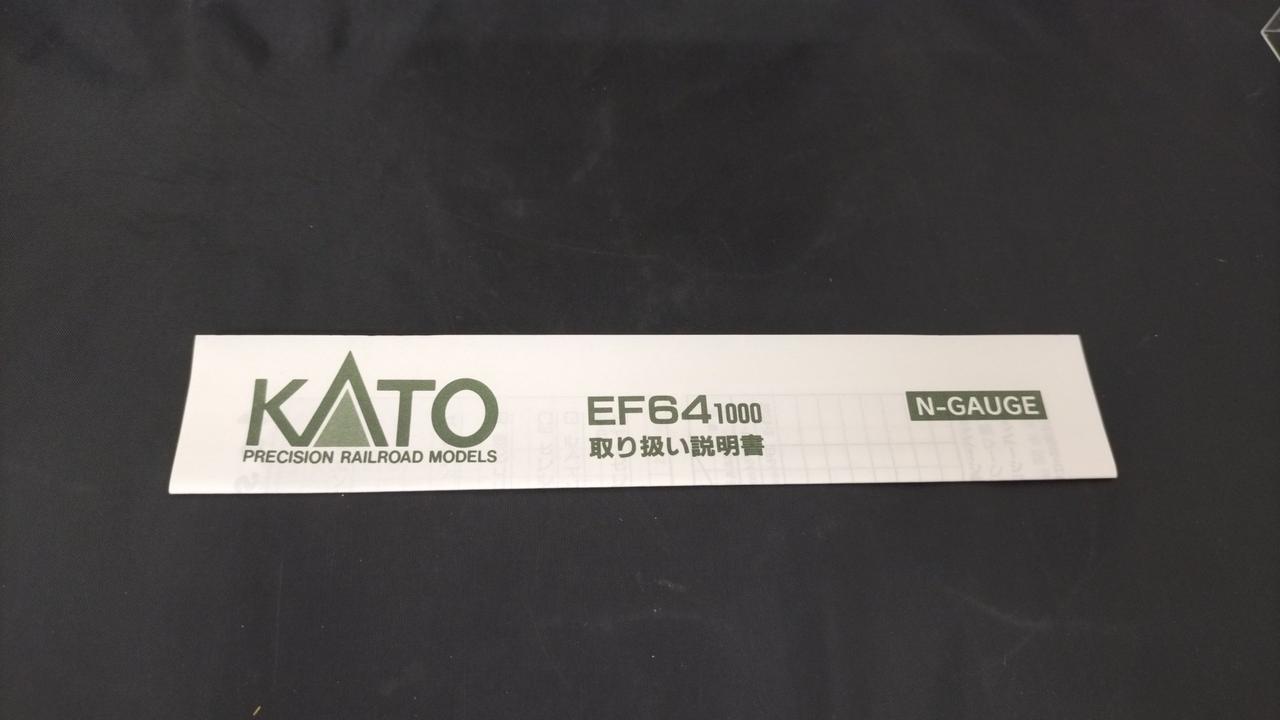 KATO
PRECISION RAILROAD MODELS
EF64 1000
取り扱い説明書
N-GAUGE